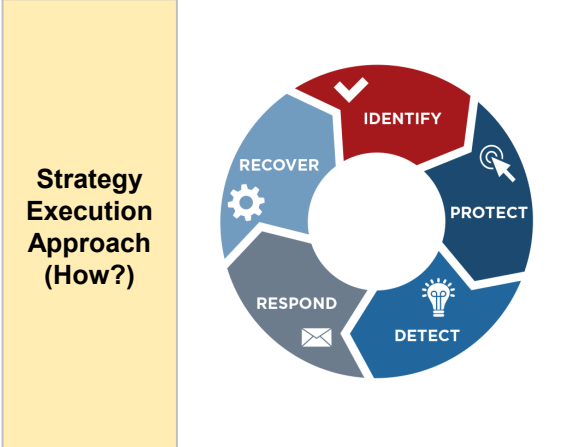 Strategy
Execution
Approach
(How?)
IDENTIFY
PROTECT
DETECT
RESPOND
RECOVER